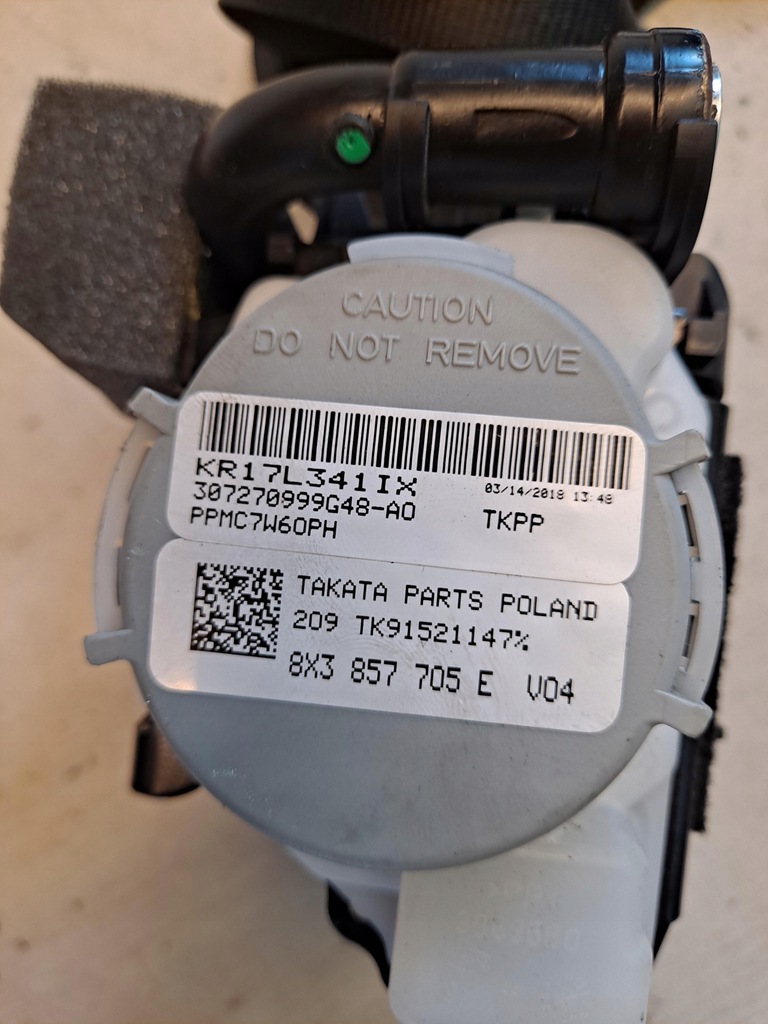 CAUTION
DO NOT REMOVE
KR17L341IX
03/14/2018 13:48
307270999G48-A0
TKPP
PPMC7W60PH
TAKATA PARTS POLAND
209 TK91521147%
8X3 857 705 E V04